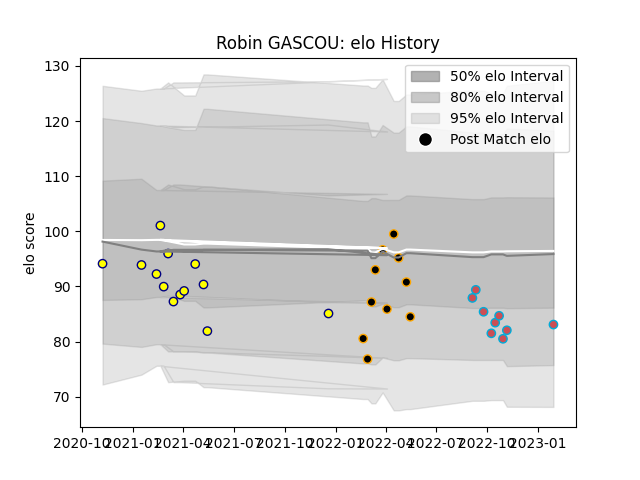 Robin GASCOU: elo History
130
120
110
100
90
80
70
elo score
50% elo Interval
80% elo Interval
95% elo Interval
Post Match elo
2020-10
2021-01
2021-04
2021-07
2021-10
2022-01
2022-04
2022-07
2022-10
2023-01